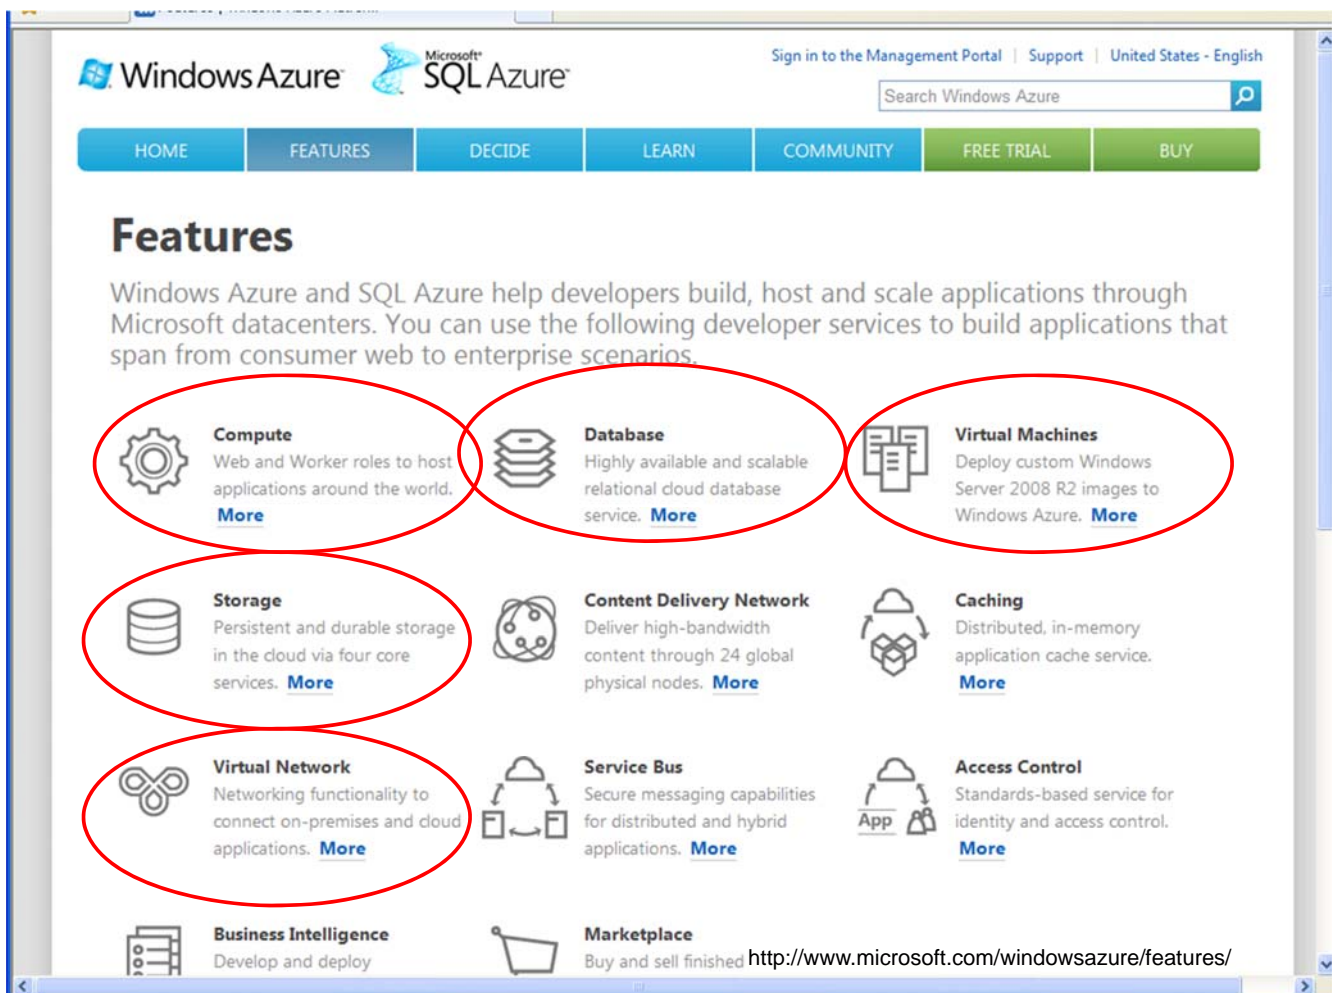 Sign in to the Management Portal | Support | United States - English
Windows Azure™ Microsoft® SQL Azure™
Search Windows Azure
HOME FEATURES DECIDE LEARN COMMUNITY FREE TRIAL BUY
Features
Windows Azure and SQL Azure help developers build, host and scale applications through
Microsoft datacenters. You can use the following developer services to build applications that
span from consumer web to enterprise scenarios.
Compute
Web and Worker roles to host
applications around the world.
More
Database
Highly available and scalable
relational cloud database
service. More
Virtual Machines
Deploy custom Windows
Server 2008 R2 images to
Windows Azure. More
Storage
Persistent and durable storage
in the cloud via four core
services. More
Content Delivery Network
Deliver high-bandwidth
content through 24 global
physical nodes. More
Caching
Distributed, in-memory
application cache service.
More
Virtual Network
Networking functionality to
connect on-premises and cloud
applications. More
Service Bus
Secure messaging capabilities
for distributed and hybrid
applications. More
App
Access Control
Standards-based service for
identity and access control.
More
Business Intelligence
Develop and deploy
Marketplace
Buy and sell finished
http://www.microsoft.com/windowsazure/features/